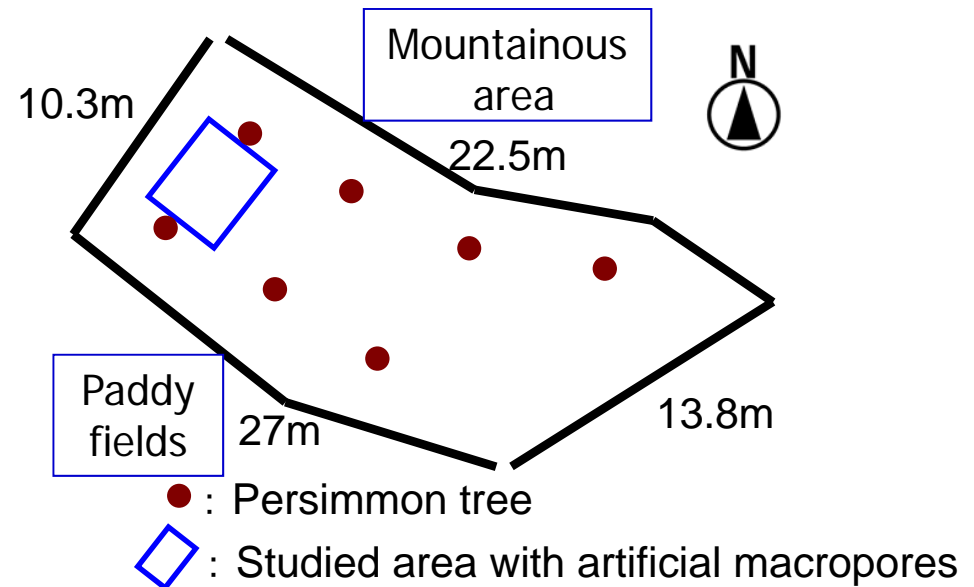 Mountainous
area
N
10.3m
22.5m
Paddy
fields
27m
13.8m
: Persimmon tree
: Studied area with artificial macropores